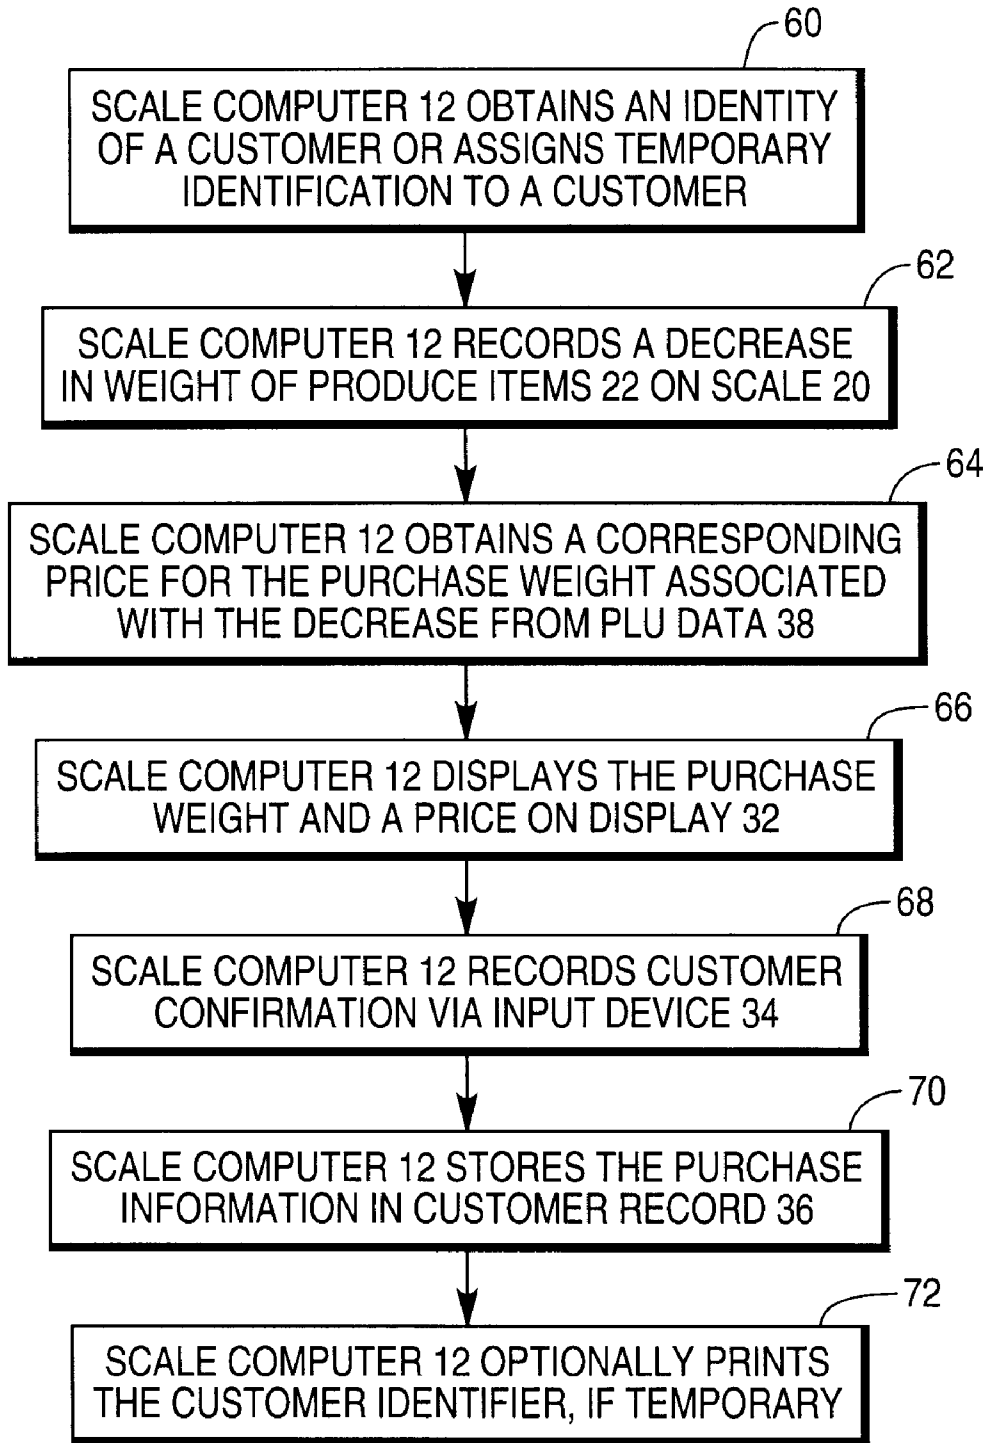 60
SCALE COMPUTER 12 OBTAINS AN IDENTITY
OF A CUSTOMER OR ASSIGNS TEMPORARY
IDENTIFICATION TO A CUSTOMER
62
SCALE COMPUTER 12 RECORDS A DECREASE
IN WEIGHT OF PRODUCE ITEMS 22 ON SCALE 20
64
SCALE COMPUTER 12 OBTAINS A CORRESPONDING
PRICE FOR THE PURCHASE WEIGHT ASSOCIATED
WITH THE DECREASE FROM PLU DATA 38
66
SCALE COMPUTER 12 DISPLAYS THE PURCHASE
WEIGHT AND A PRICE ON DISPLAY 32
68
SCALE COMPUTER 12 RECORDS CUSTOMER
CONFIRMATION VIA INPUT DEVICE 34
70
SCALE COMPUTER 12 STORES THE PURCHASE
INFORMATION IN CUSTOMER RECORD 36
72
SCALE COMPUTER 12 OPTIONALLY PRINTS
THE CUSTOMER IDENTIFIER, IF TEMPORARY